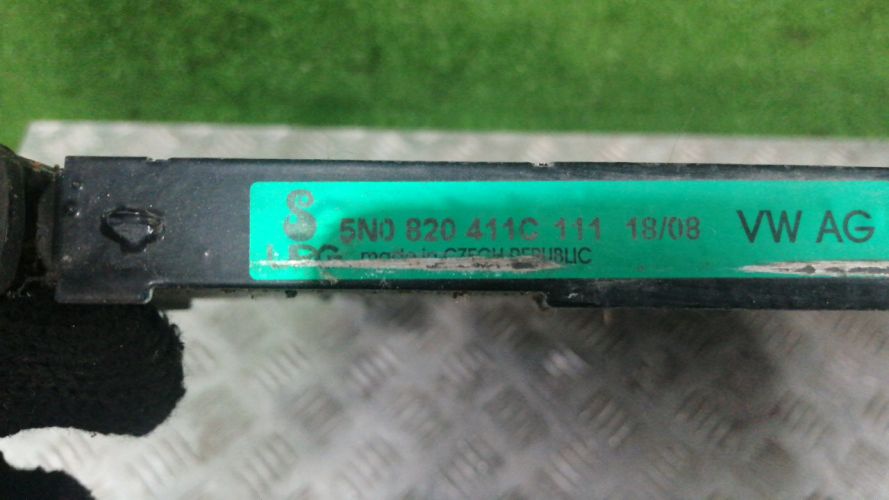 5N0 820 411C 111 18/08 VW AG
made in CZECH REPUBLIC